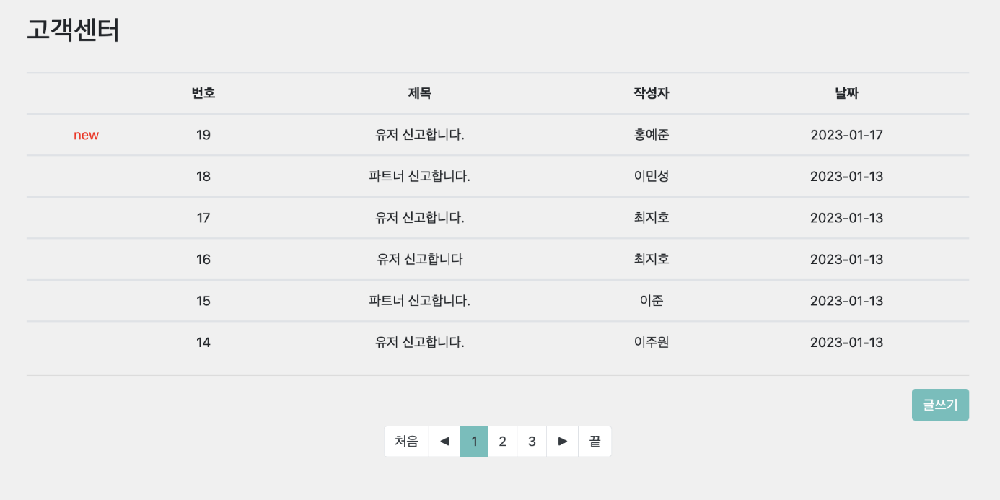 고객센터
번호 제목 작성자 날짜
new 19 유저 신고합니다. 홍예준 2023-01-17
18 파트너 신고합니다. 이민성 2023-01-13
17 유저 신고합니다. 최지호 2023-01-13
16 유저 신고합니다 최지호 2023-01-13
15 파트너 신고합니다. 이준 2023-01-13
14 유저 신고합니다. 이주원 2023-01-13
글쓰기
처음 ◀ 1 2 3 ▶ 끝